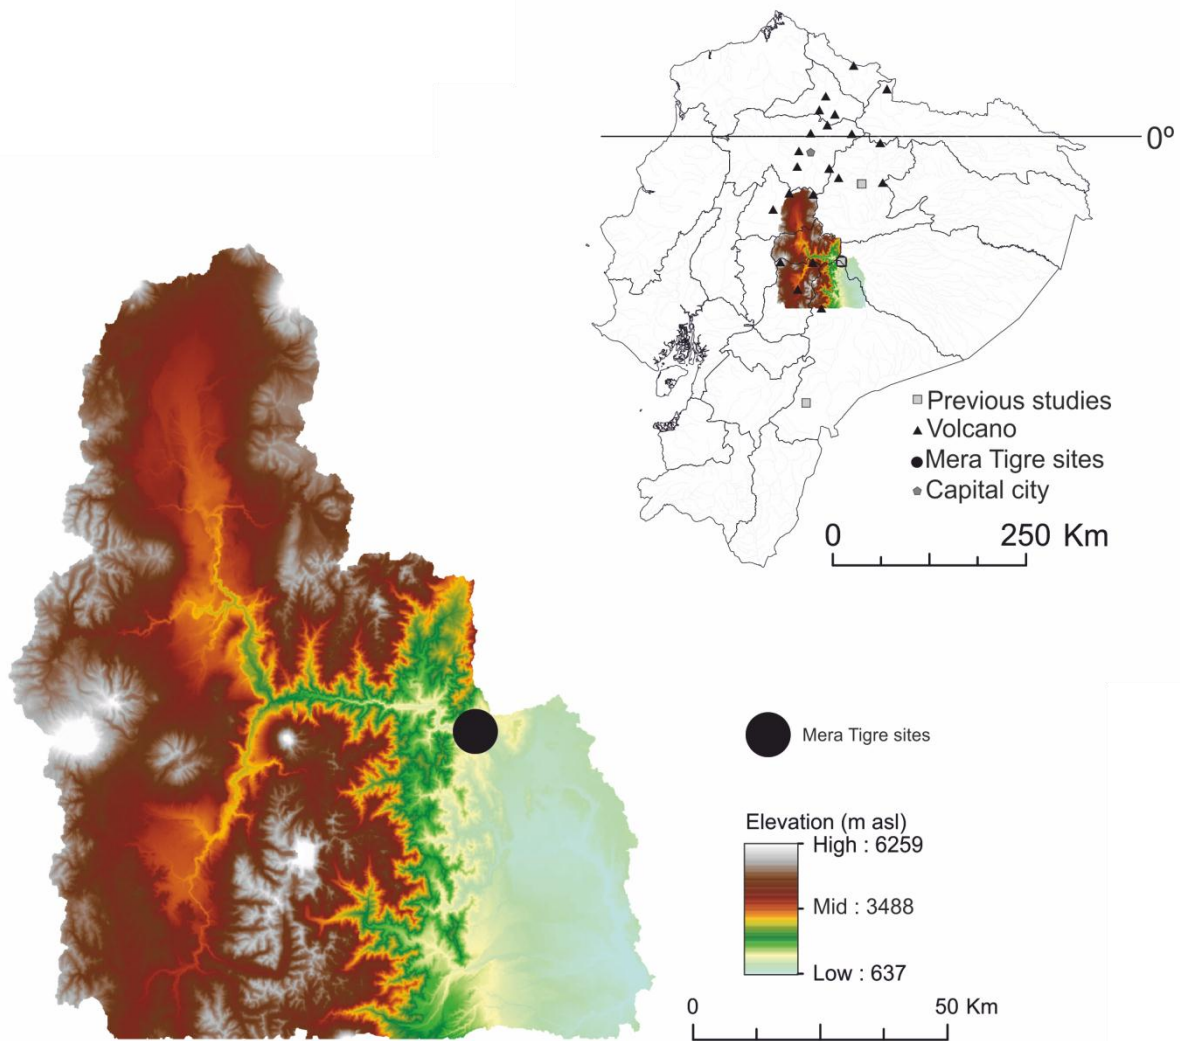 0º
Previous studies
Volcano
Mera Tigre sites
Capital city
0 250 Km
Mera Tigre sites
Elevation (m asl)
High : 6259
Mid : 3488
Low : 637
0 50 Km